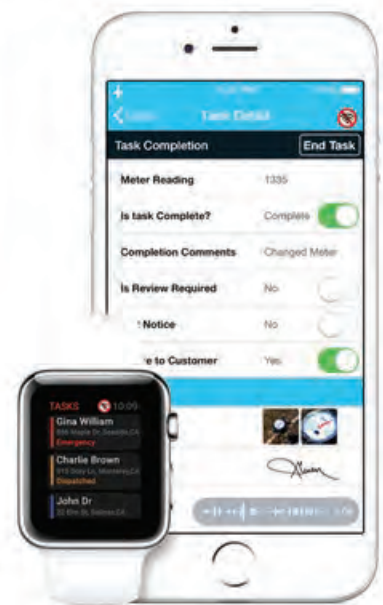 Task Detail
Task Completion End Task
Meter Reading 1335
Is task Complete? Complete
Completion Comments Changed Meter
Is Review Required No
Notice No
to Customer Yes
TASKS 10:09
Gina William
Emergency
Charlie Brown
Dispatched
John Dr